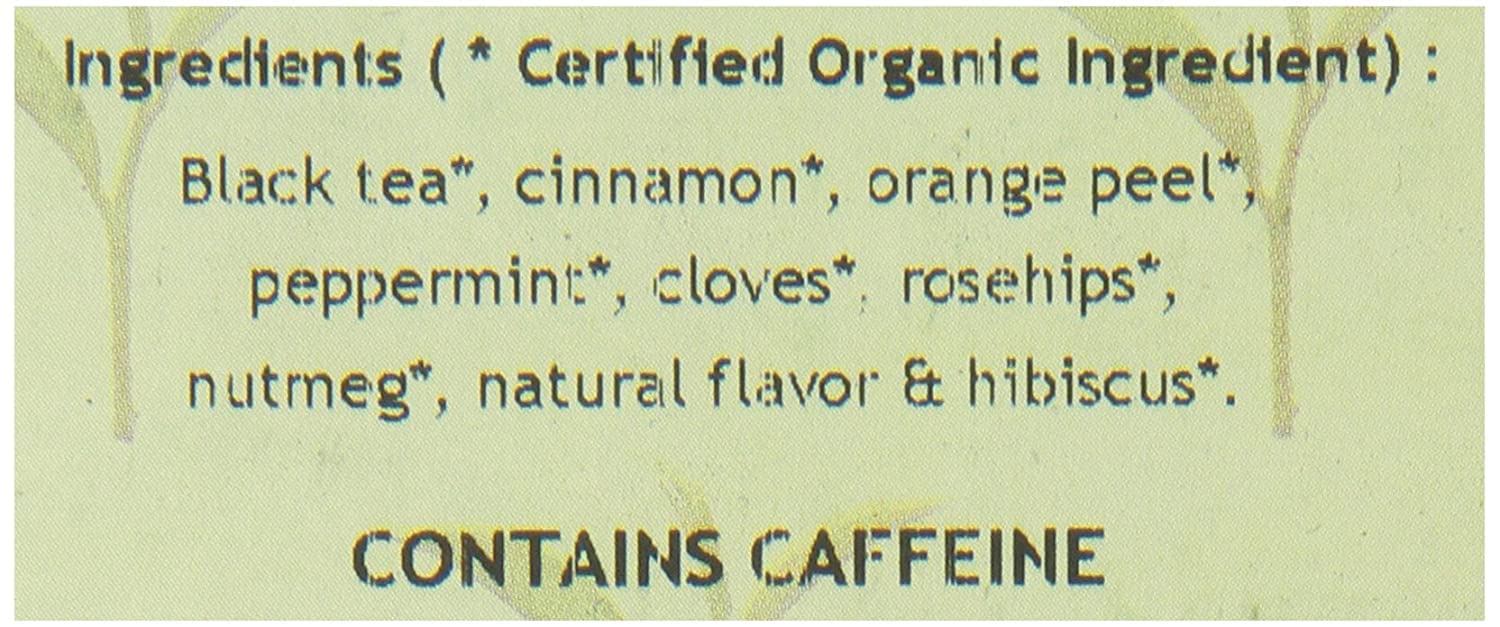 Ingredients ( * Certified Organic Ingredient) :
Black tea*, cinnamon*, orange peel*,
peppermint*, cloves*, rosehips*,
nutmeg*, natural flavor & hibiscus*.
CONTAINS CAFFEINE